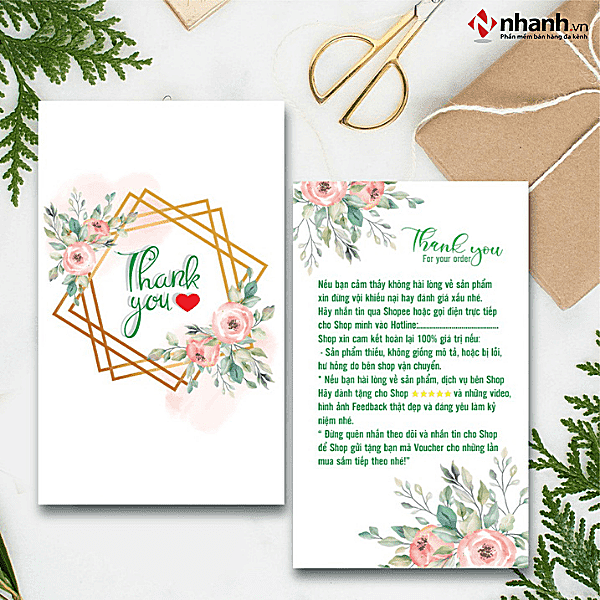 nhanh.vn
Phần mềm bán hàng đa kênh
Thank
you
Thank you
For your order
Nếu bạn cảm thấy không hài lòng về sản phẩm
xin đừng vội khiếu nại hay đánh giá xấu nhé.
Hãy nhắn tin qua Shopee hoặc gọi điện trực tiếp
cho Shop mình vào Hotline:....................................
Shop xin cam kết hoàn lại 100% giá trị nếu:
- Sản phẩm thiếu, không giống mô tả, hoặc bị lỗi,
hư hỏng do bên shop vận chuyển.
* Nếu bạn hài lòng về sản phẩm, dịch vụ bên Shop
Hãy dành tặng cho Shop ★★★★★ và những video,
hình ảnh Feedback thật đẹp và đáng yêu làm kỷ
niệm nhé.
“ Đừng quên nhấn theo dõi và nhắn tin cho Shop
để Shop gửi tặng bạn mã Voucher cho những lần
mua sắm tiếp theo nhé!”